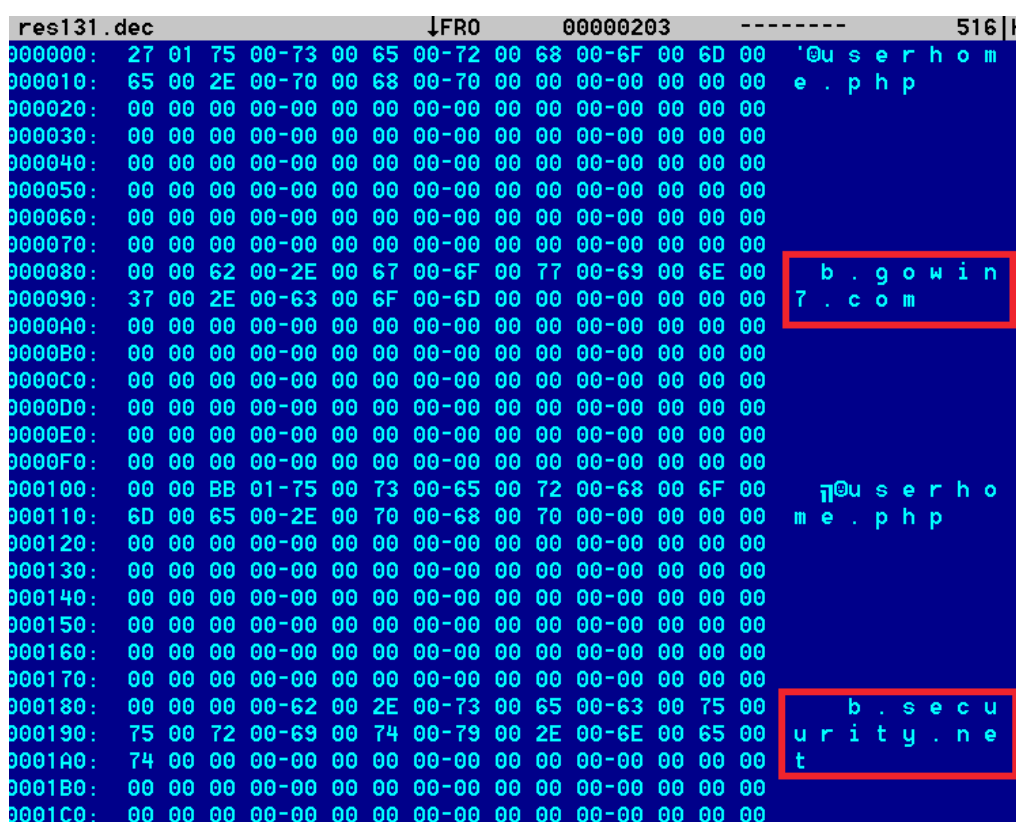 res131.dec ↓FRO 00000203 -------- 516
000000: 27 01 75 00-73 00 65 00-72 00 68 00-6F 00 6D 00 '☺u s e r h o m
000010: 65 00 2E 00-70 00 68 00-70 00 00 00-00 00 00 00 e . p h p
000020: 00 00 00 00-00 00 00 00-00 00 00 00-00 00 00 00
000030: 00 00 00 00-00 00 00 00-00 00 00 00-00 00 00 00
000040: 00 00 00 00-00 00 00 00-00 00 00 00-00 00 00 00
000050: 00 00 00 00-00 00 00 00-00 00 00 00-00 00 00 00
000060: 00 00 00 00-00 00 00 00-00 00 00 00-00 00 00 00
000070: 00 00 00 00-00 00 00 00-00 00 00 00-00 00 00 00
000080: 00 00 62 00-2E 00 67 00-6F 00 77 00-69 00 6E 00 b . g o w i n
000090: 37 00 2E 00-63 00 6F 00-6D 00 00 00-00 00 00 00 7 . c o m
0000A0: 00 00 00 00-00 00 00 00-00 00 00 00-00 00 00 00
0000B0: 00 00 00 00-00 00 00 00-00 00 00 00-00 00 00 00
0000C0: 00 00 00 00-00 00 00 00-00 00 00 00-00 00 00 00
0000D0: 00 00 00 00-00 00 00 00-00 00 00 00-00 00 00 00
0000E0: 00 00 00 00-00 00 00 00-00 00 00 00-00 00 00 00
0000F0: 00 00 00 00-00 00 00 00-00 00 00 00-00 00 00 00
000100: 00 00 BB 01-75 00 73 00-65 00 72 00-68 00 6F 00 ╗☺u s e r h o
000110: 6D 00 65 00-2E 00 70 00-68 00 70 00-00 00 00 00 m e . p h p
000120: 00 00 00 00-00 00 00 00-00 00 00 00-00 00 00 00
000130: 00 00 00 00-00 00 00 00-00 00 00 00-00 00 00 00
000140: 00 00 00 00-00 00 00 00-00 00 00 00-00 00 00 00
000150: 00 00 00 00-00 00 00 00-00 00 00 00-00 00 00 00
000160: 00 00 00 00-00 00 00 00-00 00 00 00-00 00 00 00
000170: 00 00 00 00-00 00 00 00-00 00 00 00-00 00 00 00
000180: 00 00 00 00-62 00 2E 00-73 00 65 00-63 00 75 00 b . s e c u
000190: 75 00 72 00-69 00 74 00-79 00 2E 00-6E 00 65 00 u r i t y . n e
0001A0: 74 00 00 00-00 00 00 00-00 00 00 00-00 00 00 00 t
0001B0: 00 00 00 00-00 00 00 00-00 00 00 00-00 00 00 00
0001C0: 00 00 00 00-00 00 00 00-00 00 00 00-00 00 00 00